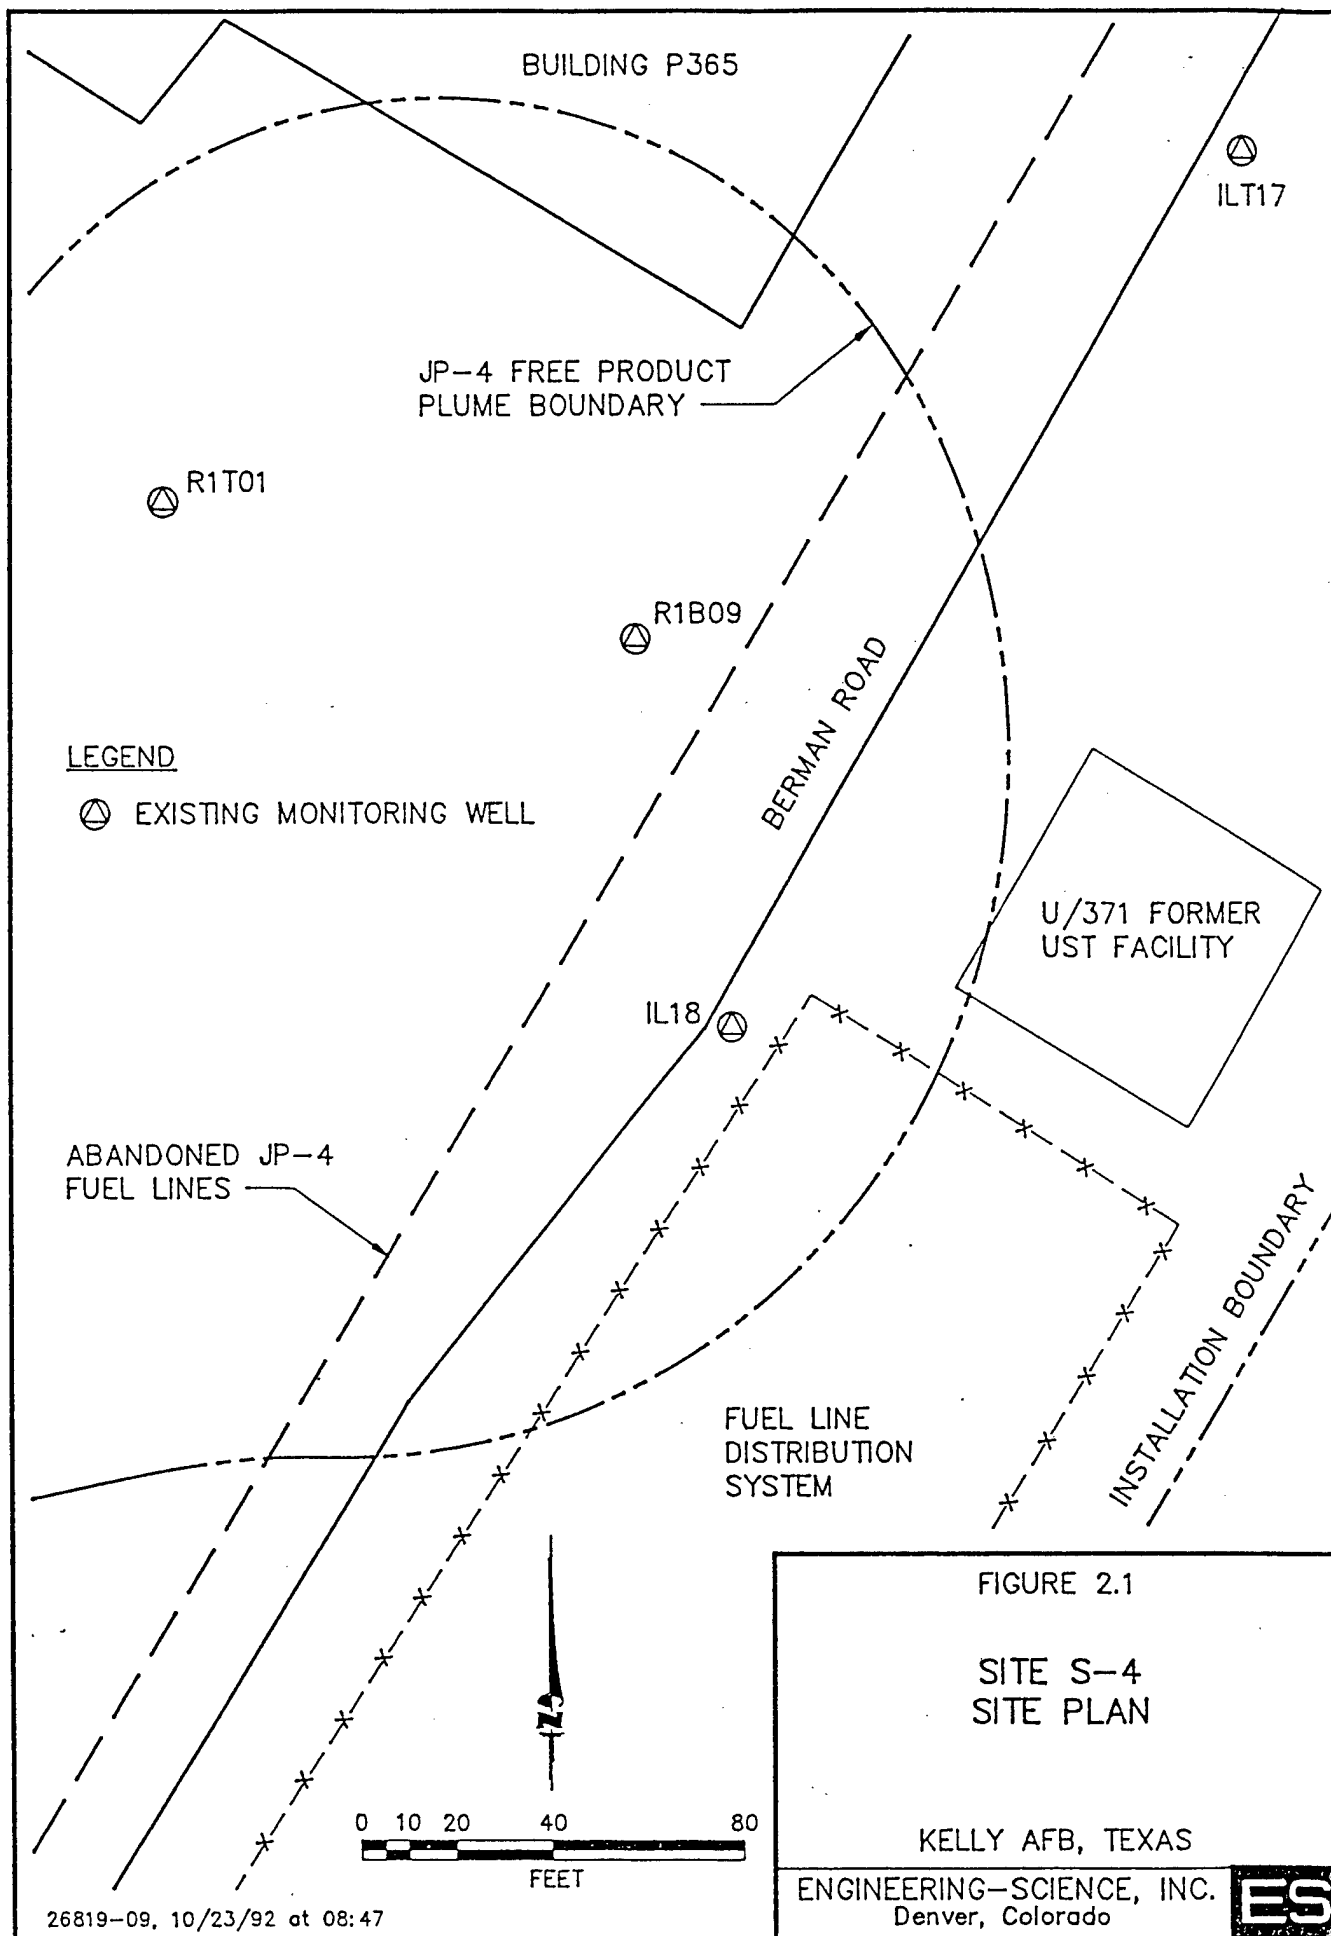 BUILDING P365
ILT17
JP-4 FREE PRODUCT
PLUME BOUNDARY
R1T01
R1B09
BERMAN ROAD
LEGEND
EXISTING MONITORING WELL
U/371 FORMER
UST FACILITY
IL18
ABANDONED JP-4
FUEL LINES
INSTALLATION BOUNDARY
FUEL LINE
DISTRIBUTION
SYSTEM
N
0 10 20 40 80
FEET
26819-09, 10/23/92 at 08:47
FIGURE 2.1
SITE S-4
SITE PLAN
KELLY AFB, TEXAS
ENGINEERING-SCIENCE, INC.
Denver, Colorado
ES